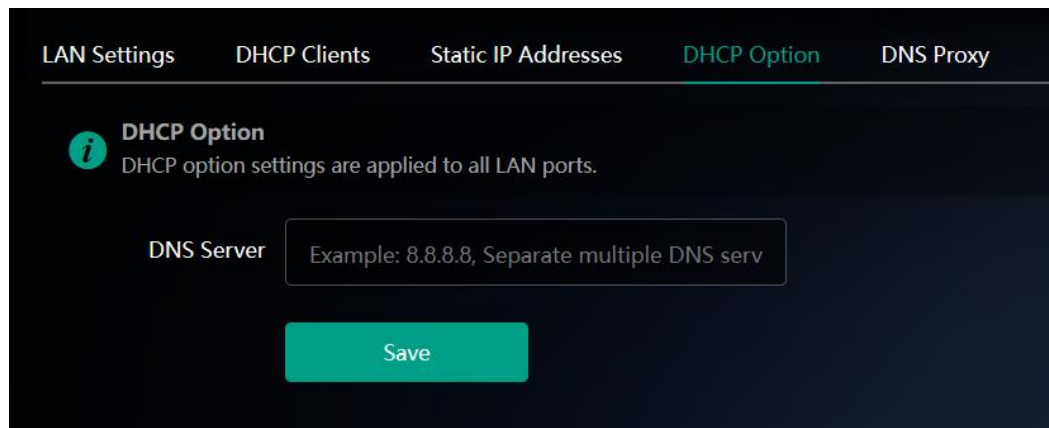 LAN Settings DHCP Clients Static IP Addresses DHCP Option DNS Proxy
DHCP Option
DHCP option settings are applied to all LAN ports.
DNS Server Example: 8.8.8.8, Separate multiple DNS serv
Save